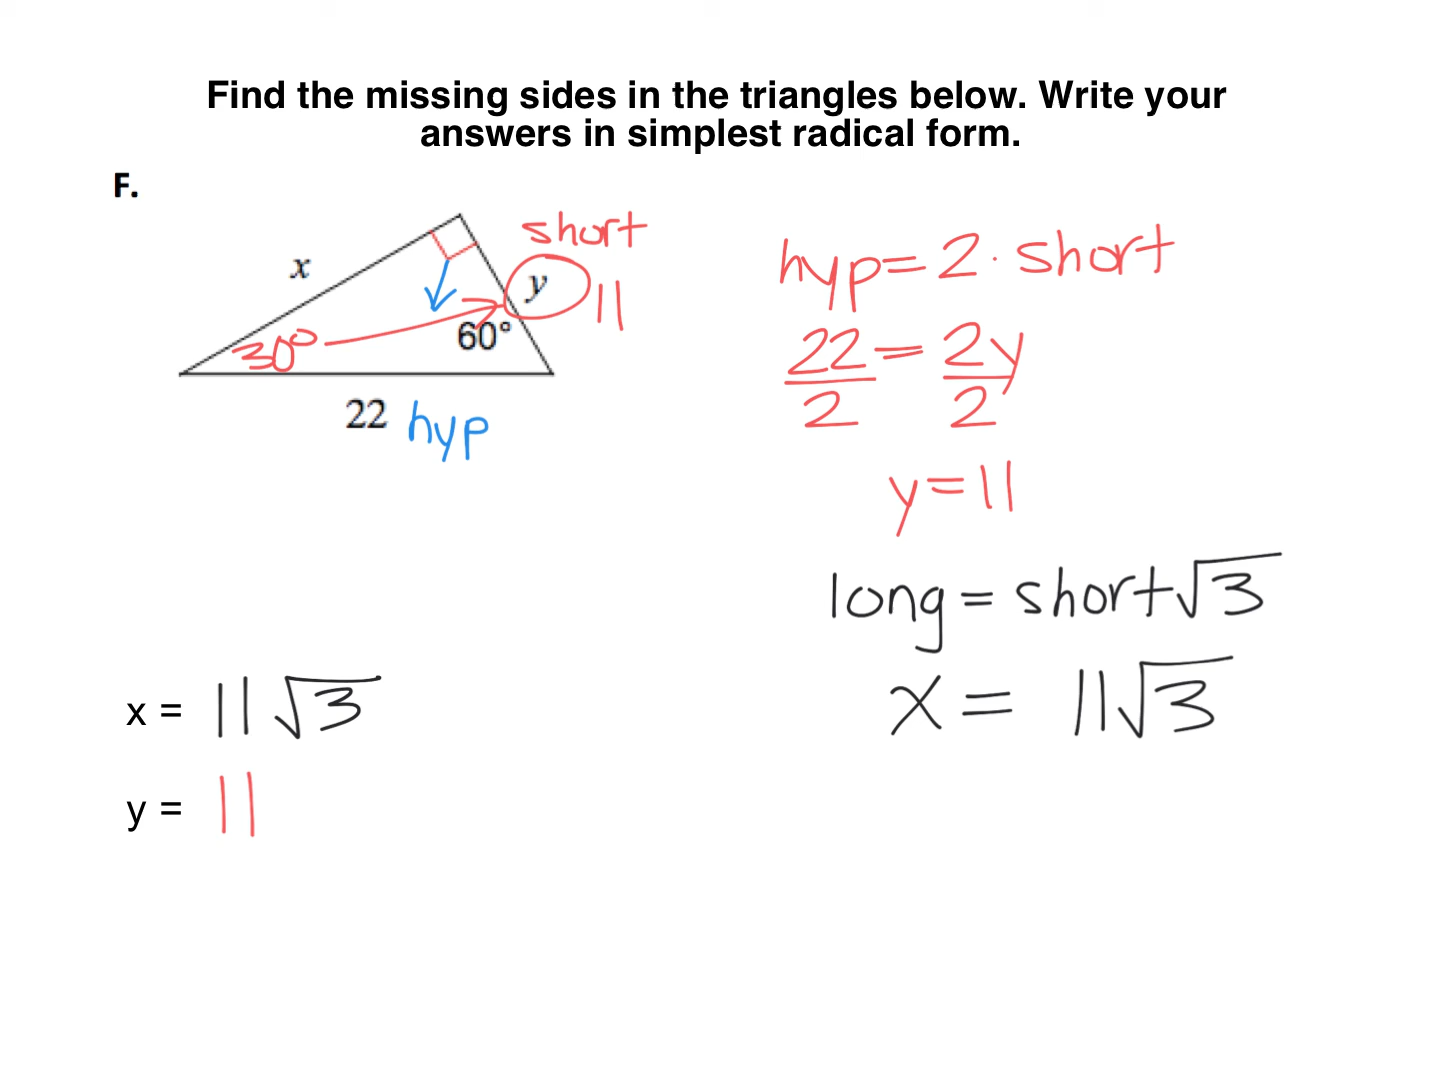 Find the missing sides in the triangles below. Write your
answers in simplest radical form.
F.
short
x
y
11
30°
60°
22 hyp
hyp = 2 · short
22/2 = 2y/2
y = 11
long = short√3
x = 11√3
x = 11√3
y = 11